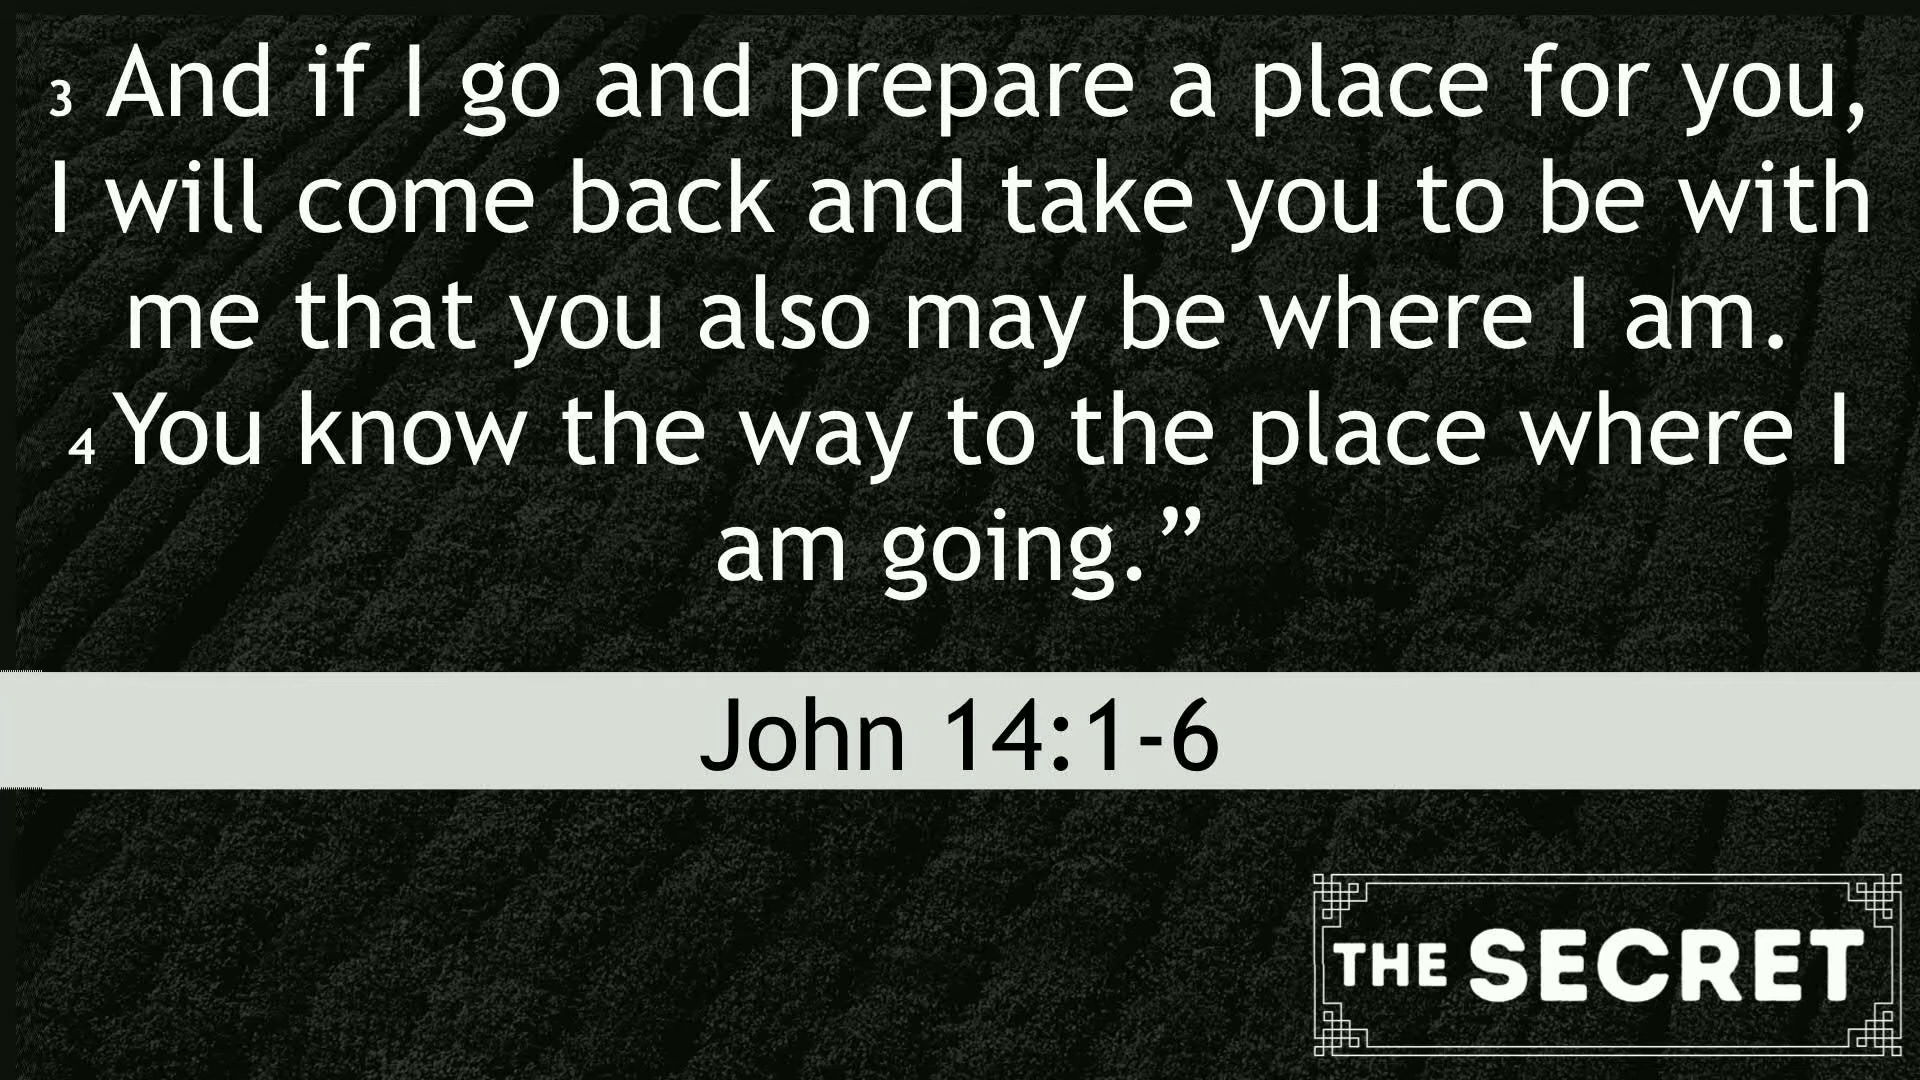 3 And if I go and prepare a place for you,
I will come back and take you to be with
me that you also may be where I am.
4 You know the way to the place where I
am going.”
John 14:1-6
THE SECRET